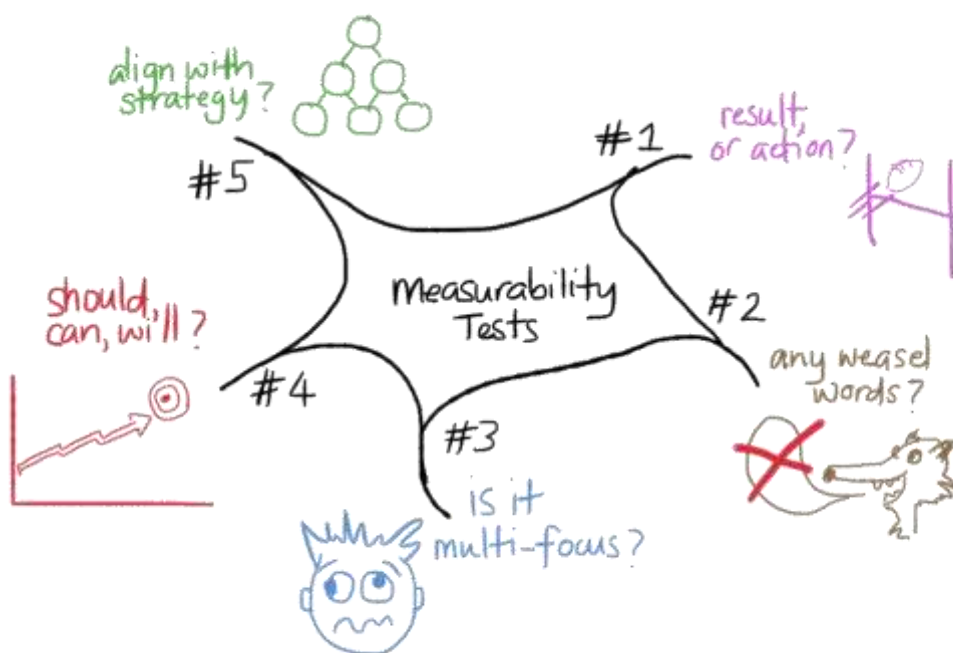 Measurability
Tests
#1
result,
or action?
#2
any weasel
words?
#3
is it
multi-focus?
#4
should,
can, will?
#5
align with
strategy?